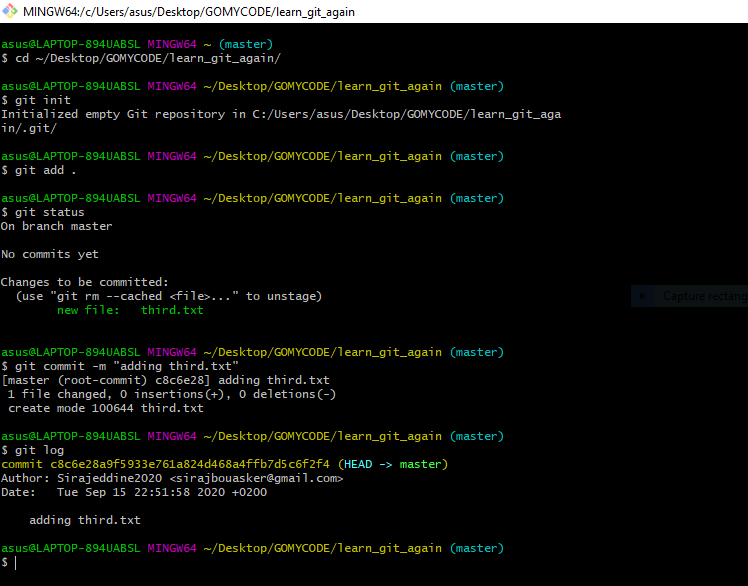 MINGW64:/c/Users/asus/Desktop/GOMYCODE/learn_git_again
asus@LAPTOP-894UABSL MINGW64 ~ (master)
$ cd ~/Desktop/GOMYCODE/learn_git_again/
asus@LAPTOP-894UABSL MINGW64 ~/Desktop/GOMYCODE/learn_git_again (master)
$ git init
Initialized empty Git repository in C:/Users/asus/Desktop/GOMYCODE/learn_git_aga
in/.git/
asus@LAPTOP-894UABSL MINGW64 ~/Desktop/GOMYCODE/learn_git_again (master)
$ git add .
asus@LAPTOP-894UABSL MINGW64 ~/Desktop/GOMYCODE/learn_git_again (master)
$ git status
On branch master
No commits yet
Changes to be committed:
  (use "git rm --cached <file>..." to unstage)
        new file:   third.txt
Capture rectang
asus@LAPTOP-894UABSL MINGW64 ~/Desktop/GOMYCODE/learn_git_again (master)
$ git commit -m "adding third.txt"
[master (root-commit) c8c6e28] adding third.txt
 1 file changed, 0 insertions(+), 0 deletions(-)
 create mode 100644 third.txt
asus@LAPTOP-894UABSL MINGW64 ~/Desktop/GOMYCODE/learn_git_again (master)
$ git log
commit c8c6e28a9f5933e761a824d468a4ffb7d5c6f2f4 (HEAD -> master)
Author: Sirajeddine2020 <sirajbouasker@gmail.com>
Date:   Tue Sep 15 22:51:58 2020 +0200
    adding third.txt
asus@LAPTOP-894UABSL MINGW64 ~/Desktop/GOMYCODE/learn_git_again (master)
$